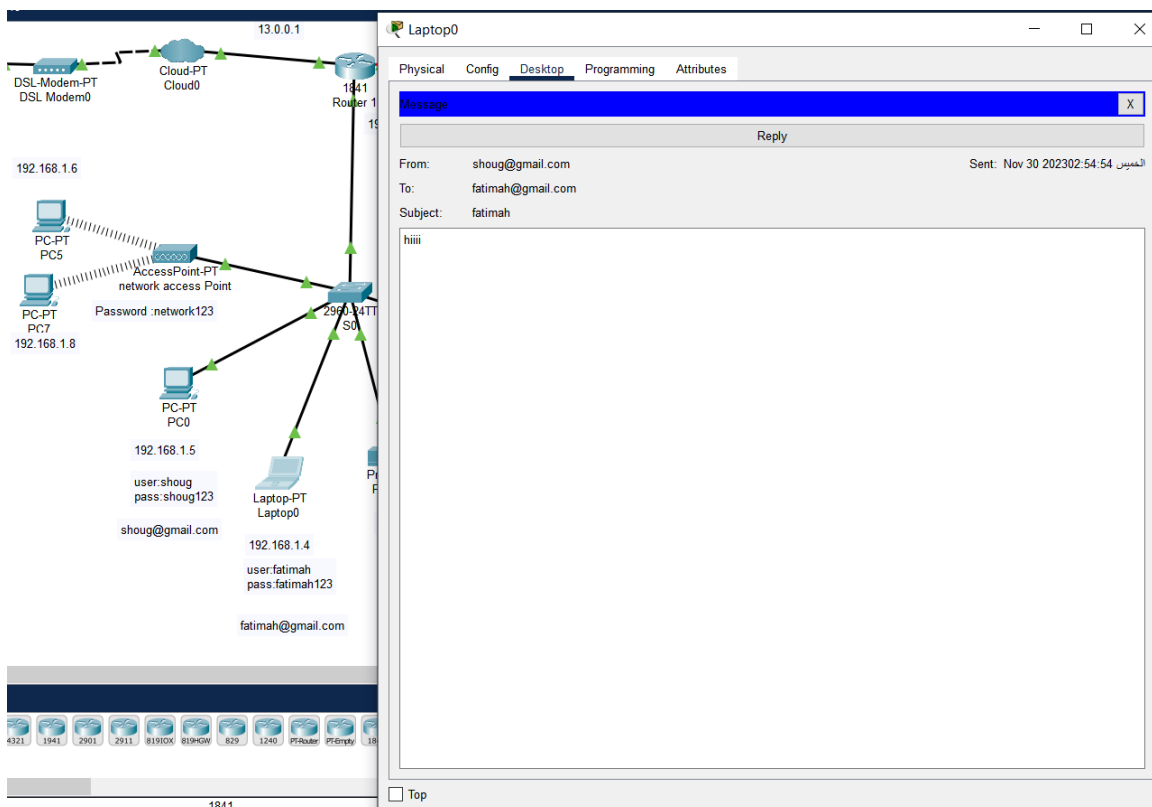 13.0.0.1
DSL-Modem-PT
DSL Modem0
Cloud-PT
Cloud0
1841
Router 1
192.168.1.6
PC-PT
PC5
AccessPoint-PT
network access Point
PC-PT
PC7
Password :network123
192.168.1.8
2960-24TT
S0
PC-PT
PC0
192.168.1.5
user:shoug
pass:shoug123
shoug@gmail.com
Laptop-PT
Laptop0
192.168.1.4
user:fatimah
pass:fatimah123
fatimah@gmail.com
4321 1941 2901 2911 819IOX 819HGW 829 1240 PT-Router PT-Empty
1841
Laptop0
Physical Config Desktop Programming Attributes
Message X
Reply
From: shoug@gmail.com Sent: Nov 30 202302:54:54 الخميس
To: fatimah@gmail.com
Subject: fatimah
hiiii
Top